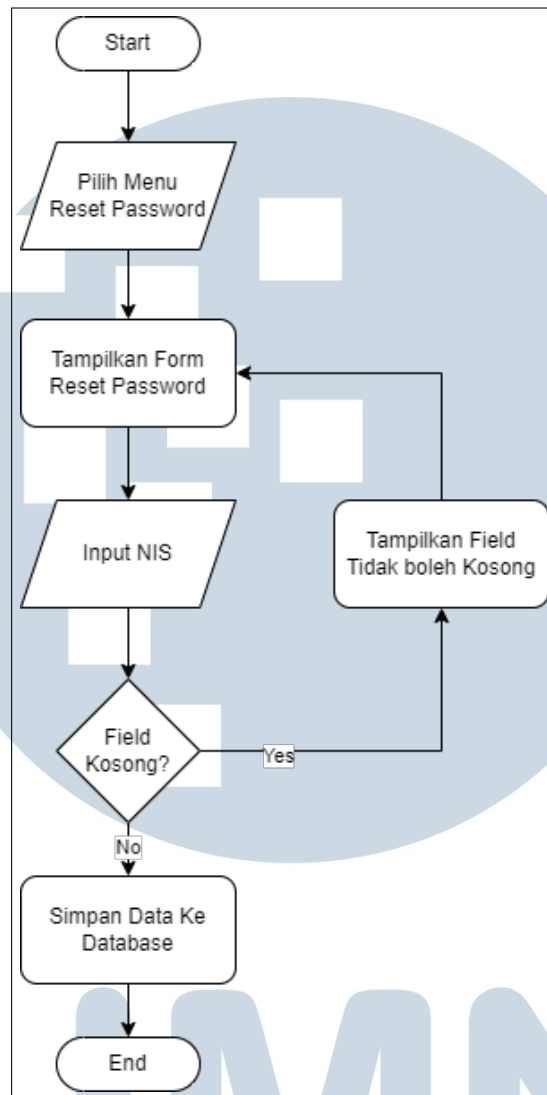 Start
Pilih Menu
Reset Password
Tampilkan Form
Reset Password
Input NIS
Tampilkan Field
Tidak boleh Kosong
Field
Kosong?
Yes
No
Simpan Data Ke
Database
End